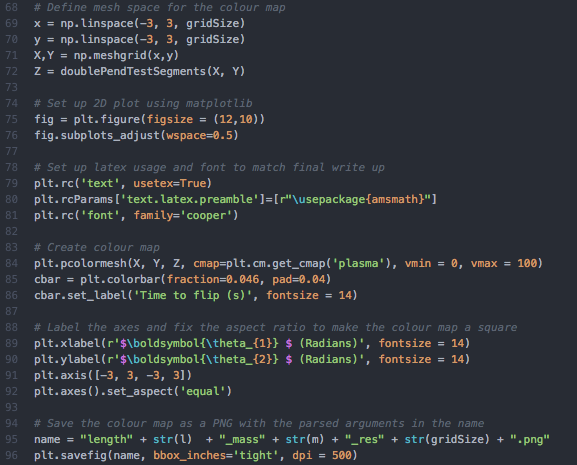 68 # Define mesh space for the colour map
69 x = np.linspace(-3, 3, gridSize)
70 y = np.linspace(-3, 3, gridSize)
71 X,Y = np.meshgrid(x,y)
72 Z = doublePendTestSegments(X, Y)
73
74 # Set up 2D plot using matplotlib
75 fig = plt.figure(figsize = (12,10))
76 fig.subplots_adjust(wspace=0.5)
77
78 # Set up latex usage and font to match final write up
79 plt.rc('text', usetex=True)
80 plt.rcParams['text.latex.preamble']=[r"\usepackage{amsmath}"]
81 plt.rc('font', family='cooper')
82
83 # Create colour map
84 plt.pcolormesh(X, Y, Z, cmap=plt.cm.get_cmap('plasma'), vmin = 0, vmax = 100)
85 cbar = plt.colorbar(fraction=0.046, pad=0.04)
86 cbar.set_label('Time to flip (s)', fontsize = 14)
87
88 # Label the axes and fix the aspect ratio to make the colour map a square
89 plt.xlabel(r'$\boldsymbol{\theta_{1}} $ (Radians)', fontsize = 14)
90 plt.ylabel(r'$\boldsymbol{\theta_{2}} $ (Radians)', fontsize = 14)
91 plt.axis([-3, 3, -3, 3])
92 plt.axes().set_aspect('equal')
93
94 # Save the colour map as a PNG with the parsed arguments in the name
95 name = "length" + str(l)  + "_mass" + str(m) + "_res" + str(gridSize) + ".png"
96 plt.savefig(name, bbox_inches='tight', dpi = 500)